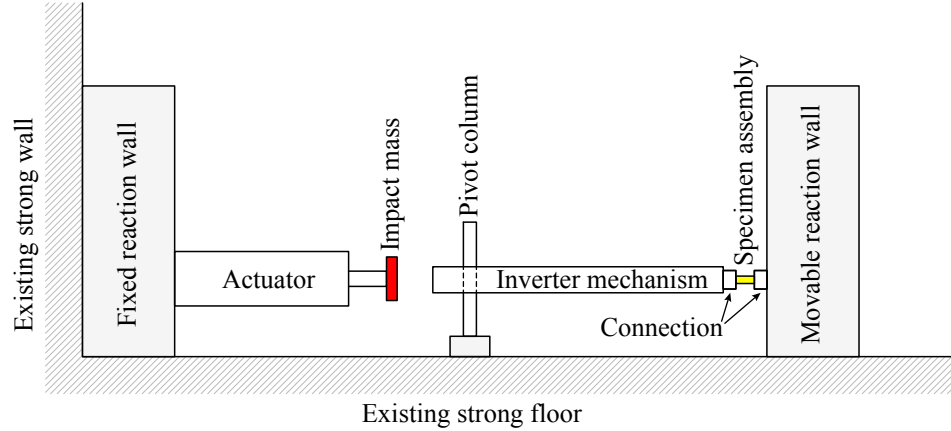 Existing strong wall
Fixed reaction wall
Actuator
Impact mass
Pivot column
Inverter mechanism
Specimen assembly
Connection
Movable reaction wall
Existing strong floor